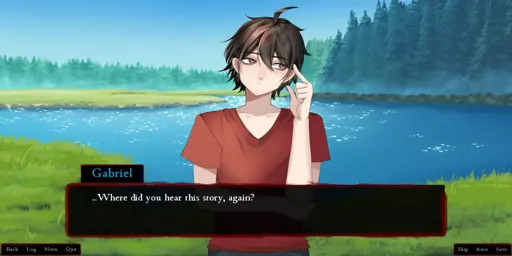 Gabriel
...Where did you hear this story, again?
Back Log Menu Quit
Skip Auto Save